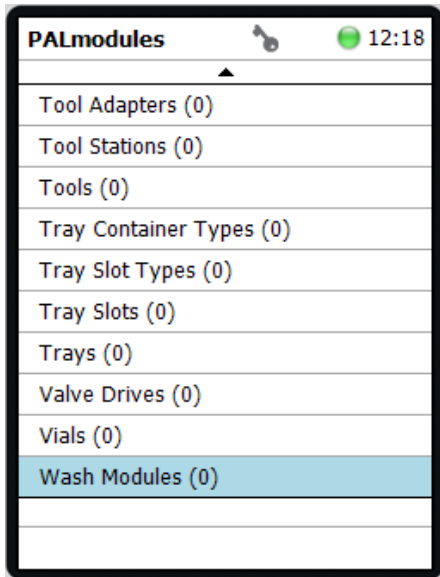 PALmodules 12:18
Tool Adapters (0)
Tool Stations (0)
Tools (0)
Tray Container Types (0)
Tray Slot Types (0)
Tray Slots (0)
Trays (0)
Valve Drives (0)
Vials (0)
Wash Modules (0)